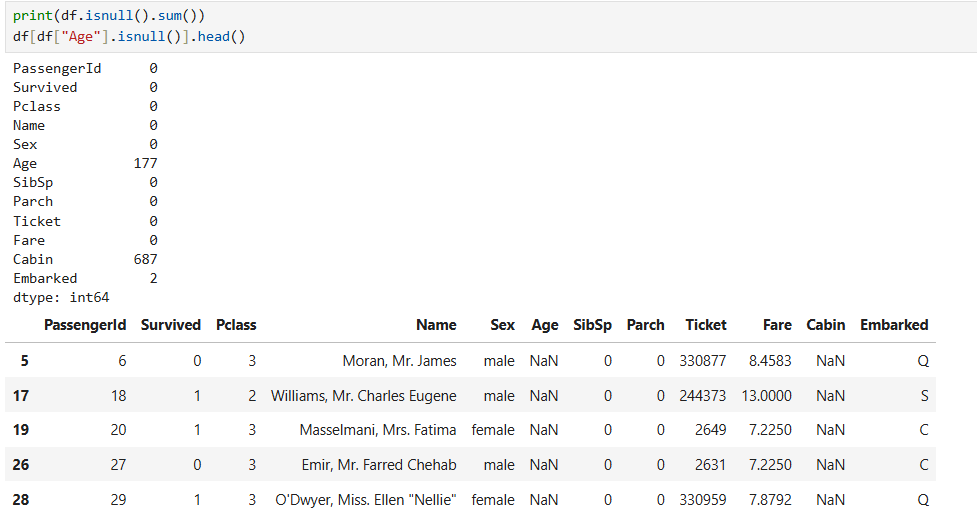 print(df.isnull().sum())
df[df["Age"].isnull()].head()
PassengerId 0
Survived 0
Pclass 0
Name 0
Sex 0
Age 177
SibSp 0
Parch 0
Ticket 0
Fare 0
Cabin 687
Embarked 2
dtype: int64
PassengerId Survived Pclass Name Sex Age SibSp Parch Ticket Fare Cabin Embarked
5 6 0 3 Moran, Mr. James male NaN 0 0 330877 8.4583 NaN Q
17 18 1 2 Williams, Mr. Charles Eugene male NaN 0 0 244373 13.0000 NaN S
19 20 1 3 Masselmani, Mrs. Fatima female NaN 0 0 2649 7.2250 NaN C
26 27 0 3 Emir, Mr. Farred Chehab male NaN 0 0 2631 7.2250 NaN C
28 29 1 3 O'Dwyer, Miss. Ellen "Nellie" female NaN 0 0 330959 7.8792 NaN Q